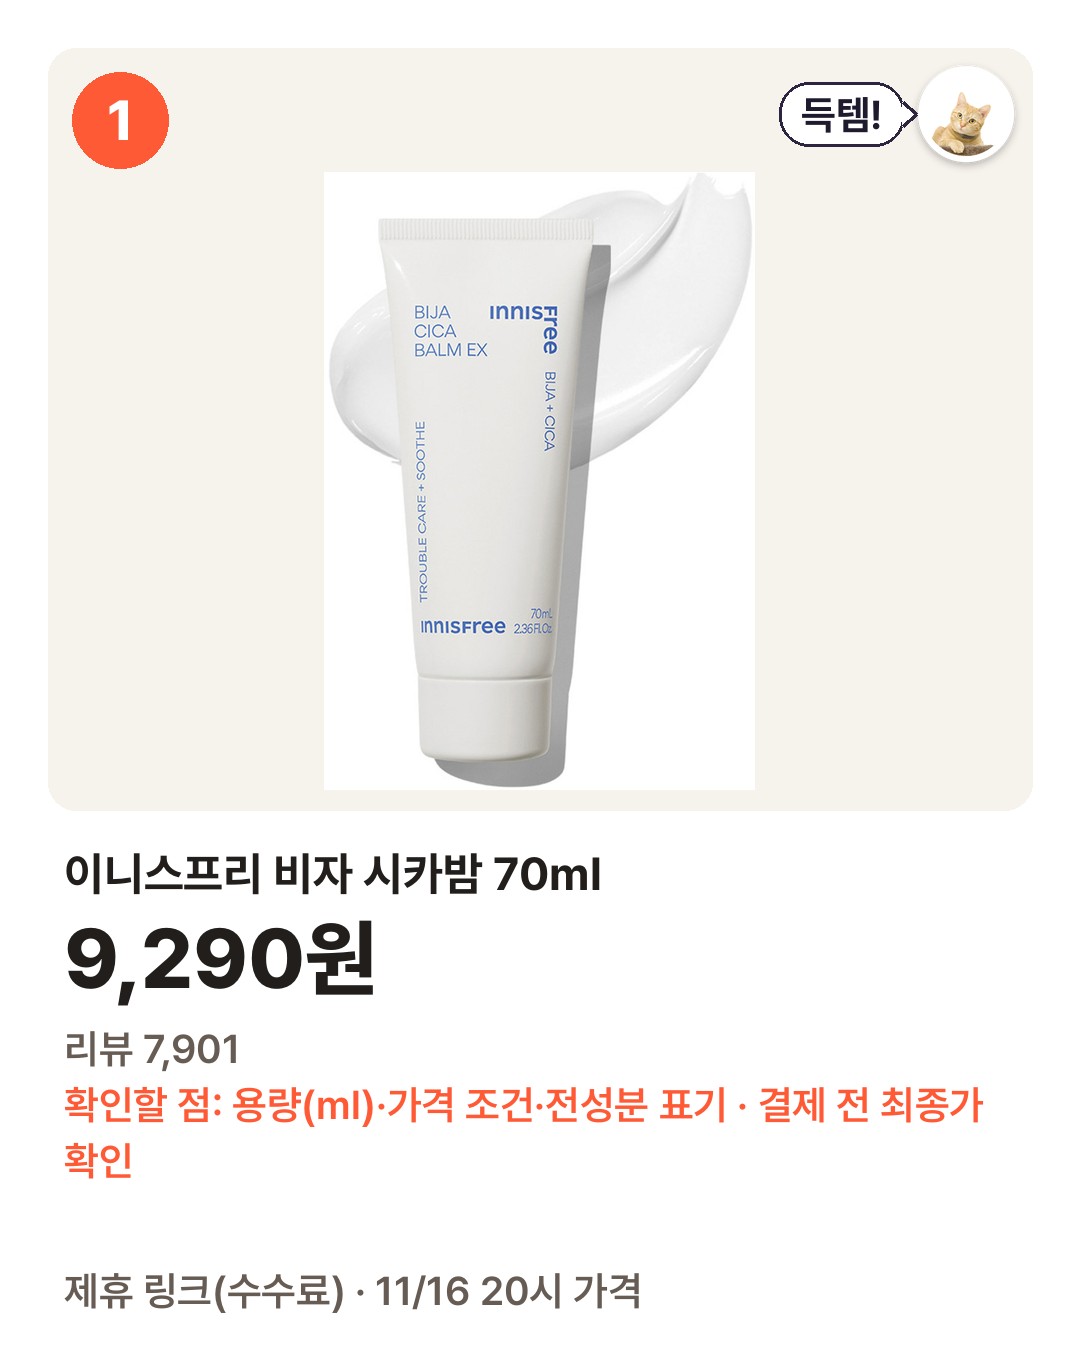 1
득템!
BIJA
CICA
BALM EX
innisfree
BIJA + CICA
TROUBLE CARE + SOOTHE
innisfree
70mL
2.36 Fl.Oz
이니스프리 비자 시카밤 70ml
9,290원
리뷰 7,901
확인할 점: 용량(ml)·가격 조건·전성분 표기 · 결제 전 최종가
확인
제휴 링크(수수료) · 11/16 20시 가격